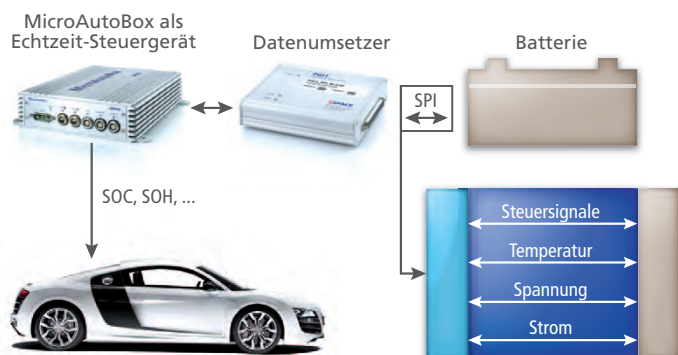 MicroAutoBox als
Echtzeit-Steuergerät
Datenumsetzer
Batterie
SPI
SOC, SOH, ...
Steuersignale
Temperatur
Spannung
Strom